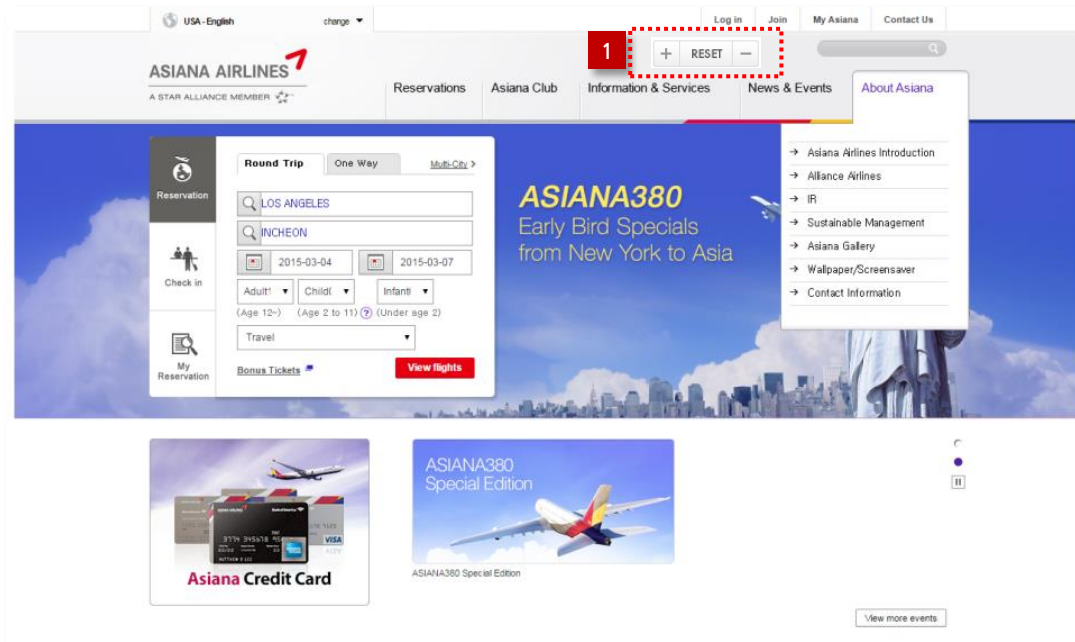 USA - English change
Log in Join My Asiana Contact Us
1
+ RESET −
ASIANA AIRLINES
A STAR ALLIANCE MEMBER
Reservations Asiana Club Information & Services News & Events About Asiana
Asiana Airlines Introduction
Alliance Airlines
IR
Sustainable Management
Asiana Gallery
Wallpaper/Screensaver
Contact Information
Reservation
Check in
My
Reservation
Round Trip One Way Multi-City >
LOS ANGELES
INCHEON
2015-03-04 2015-03-07
Adult1 Child( Infanti
(Age 12~) (Age 2 to 11) ? (Under age 2)
Travel
Bonus Tickets View flights
ASIANA380
Early Bird Specials
from New York to Asia
VISA
Asiana Credit Card
ASIANA380
Special Edition
ASIANA380 Special Edition
View more events